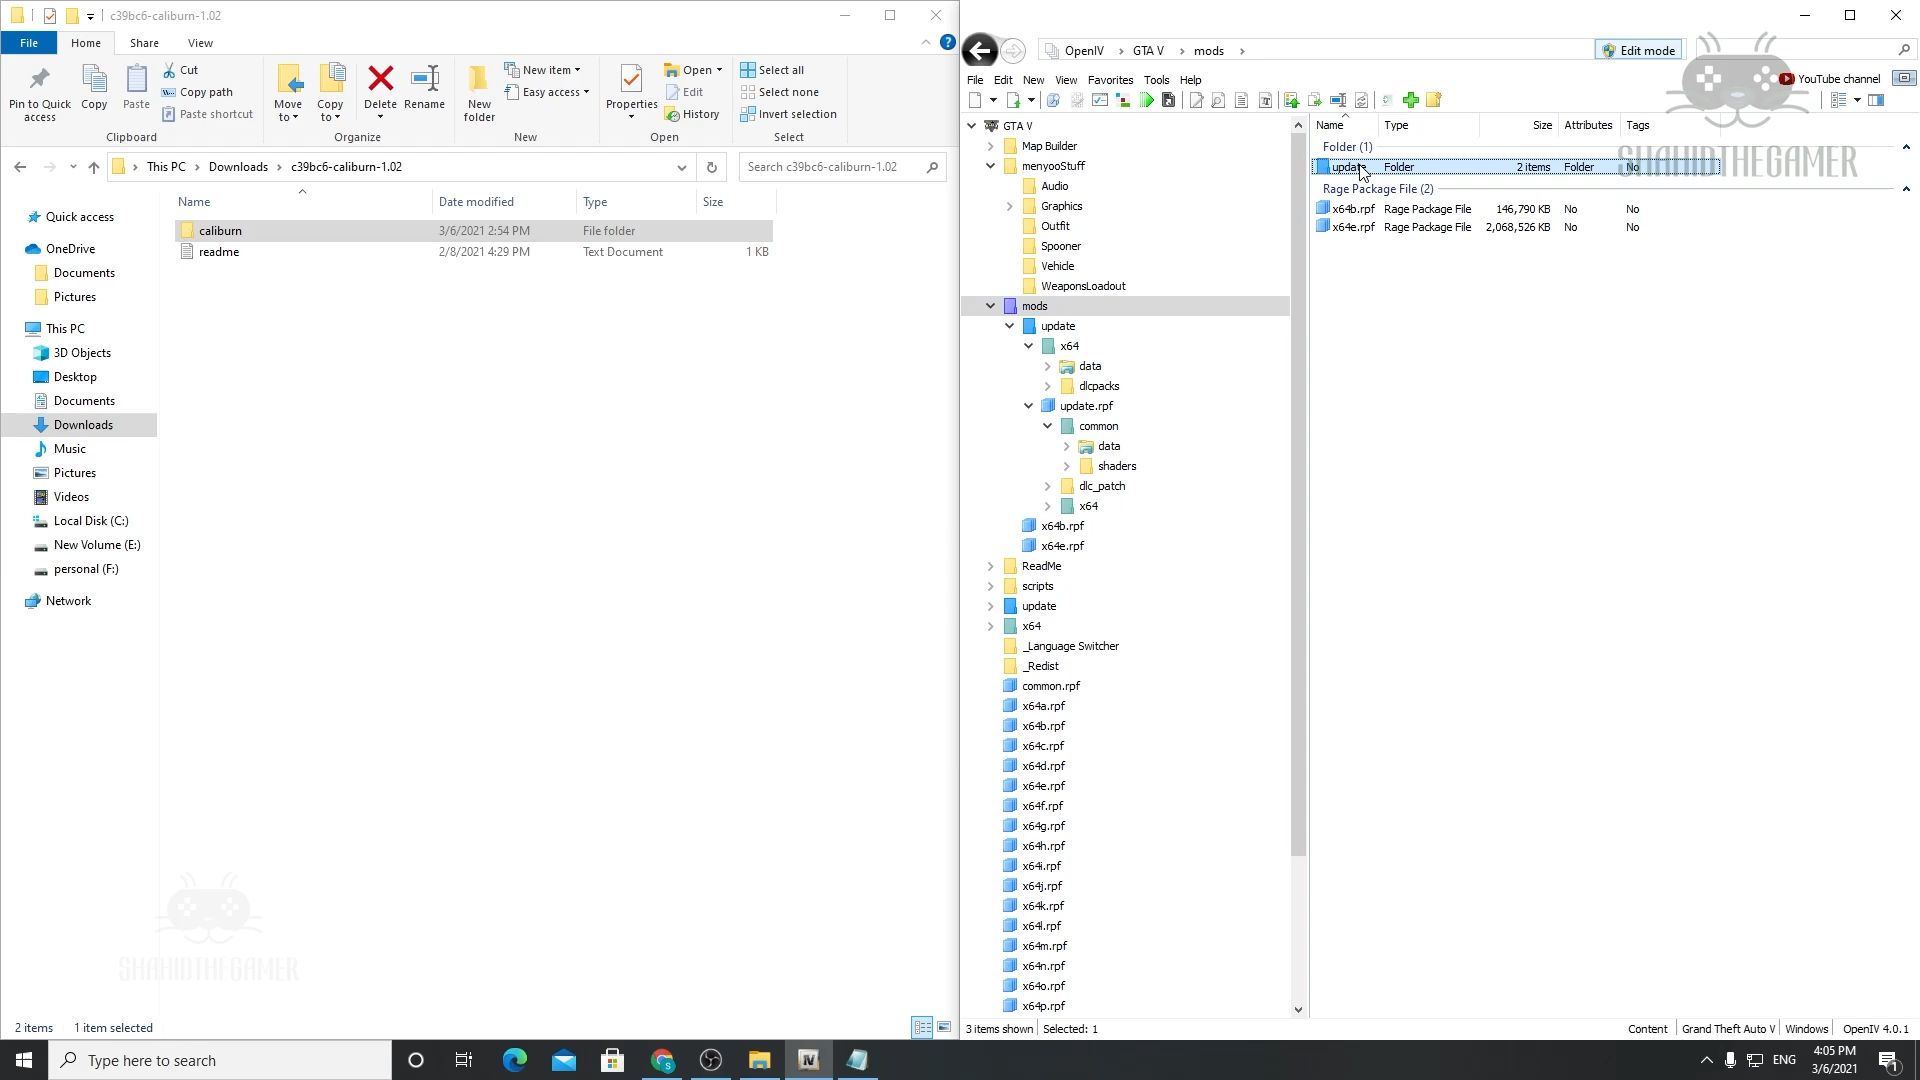 c39bc6-caliburn-1.02
File
Home
Share
View
Pin to Quick access
Copy
Paste
Cut
Copy path
Paste shortcut
Move to
Copy to
Delete
Rename
New folder
New item
Easy access
Properties
Open
Edit
History
Select all
Select none
Invert selection
Clipboard
Organize
New
Open
Select
This PC
Downloads
c39bc6-caliburn-1.02
Search c39bc6-caliburn-1.02
Name
Date modified
Type
Size
caliburn
3/6/2021 2:54 PM
File folder
readme
2/8/2021 4:29 PM
Text Document
1 KB
Quick access
OneDrive
Documents
Pictures
This PC
3D Objects
Desktop
Documents
Downloads
Music
Pictures
Videos
Local Disk (C:)
New Volume (E:)
personal (F:)
Network
SHAHIDTHEGAMER
2 items
1 item selected
OpenIV
GTA V
mods
Edit mode
File
Edit
New
View
Favorites
Tools
Help
YouTube channel
GTA V
Map Builder
menyooStuff
Audio
Graphics
Outfit
Spooner
Vehicle
WeaponsLoadout
mods
update
x64
data
dlcpacks
update.rpf
common
data
shaders
dlc_patch
x64
x64b.rpf
x64e.rpf
ReadMe
scripts
update
x64
_Language Switcher
_Redist
common.rpf
x64a.rpf
x64b.rpf
x64c.rpf
x64d.rpf
x64e.rpf
x64f.rpf
x64g.rpf
x64h.rpf
x64i.rpf
x64j.rpf
x64k.rpf
x64l.rpf
x64m.rpf
x64n.rpf
x64o.rpf
x64p.rpf
Name
Type
Size
Attributes
Tags
Folder (1)
update
Folder
2 items
Folder
No
SHAHIDTHEGAMER
Rage Package File (2)
x64b.rpf
Rage Package File
146,790 KB
No
No
x64e.rpf
Rage Package File
2,068,526 KB
No
No
3 items shown
Selected: 1
Content
Grand Theft Auto V
Windows
OpenIV 4.0.1
Type here to search
ENG
4:05 PM
3/6/2021
1